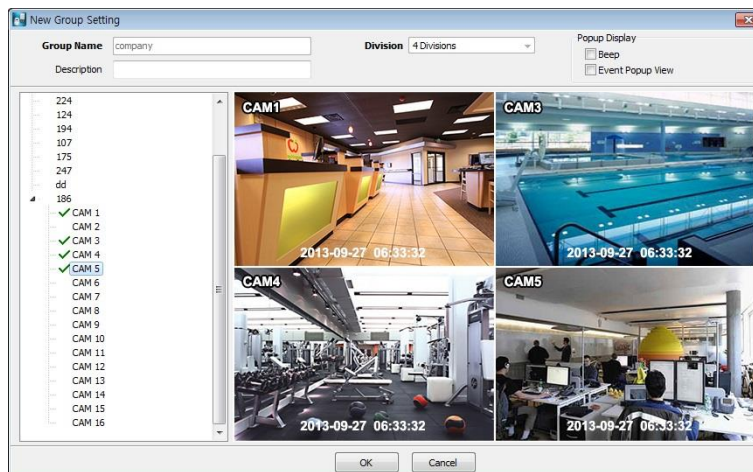 New Group Setting
Group Name company
Division 4 Divisions
Popup Display
Beep
Description
Event Popup View
224
124
194
107
175
247
dd
186
CAM 1
CAM 2
CAM 3
CAM 4
CAM 5
CAM 6
CAM 7
CAM 8
CAM 9
CAM 10
CAM 11
CAM 12
CAM 13
CAM 14
CAM 15
CAM 16
CAM1
2013-09-27 06:33:32
CAM3
2013-09-27 06:33:32
CAM4
2013-09-27 06:33:32
CAM5
2013-09-27 06:33:32
OK
Cancel